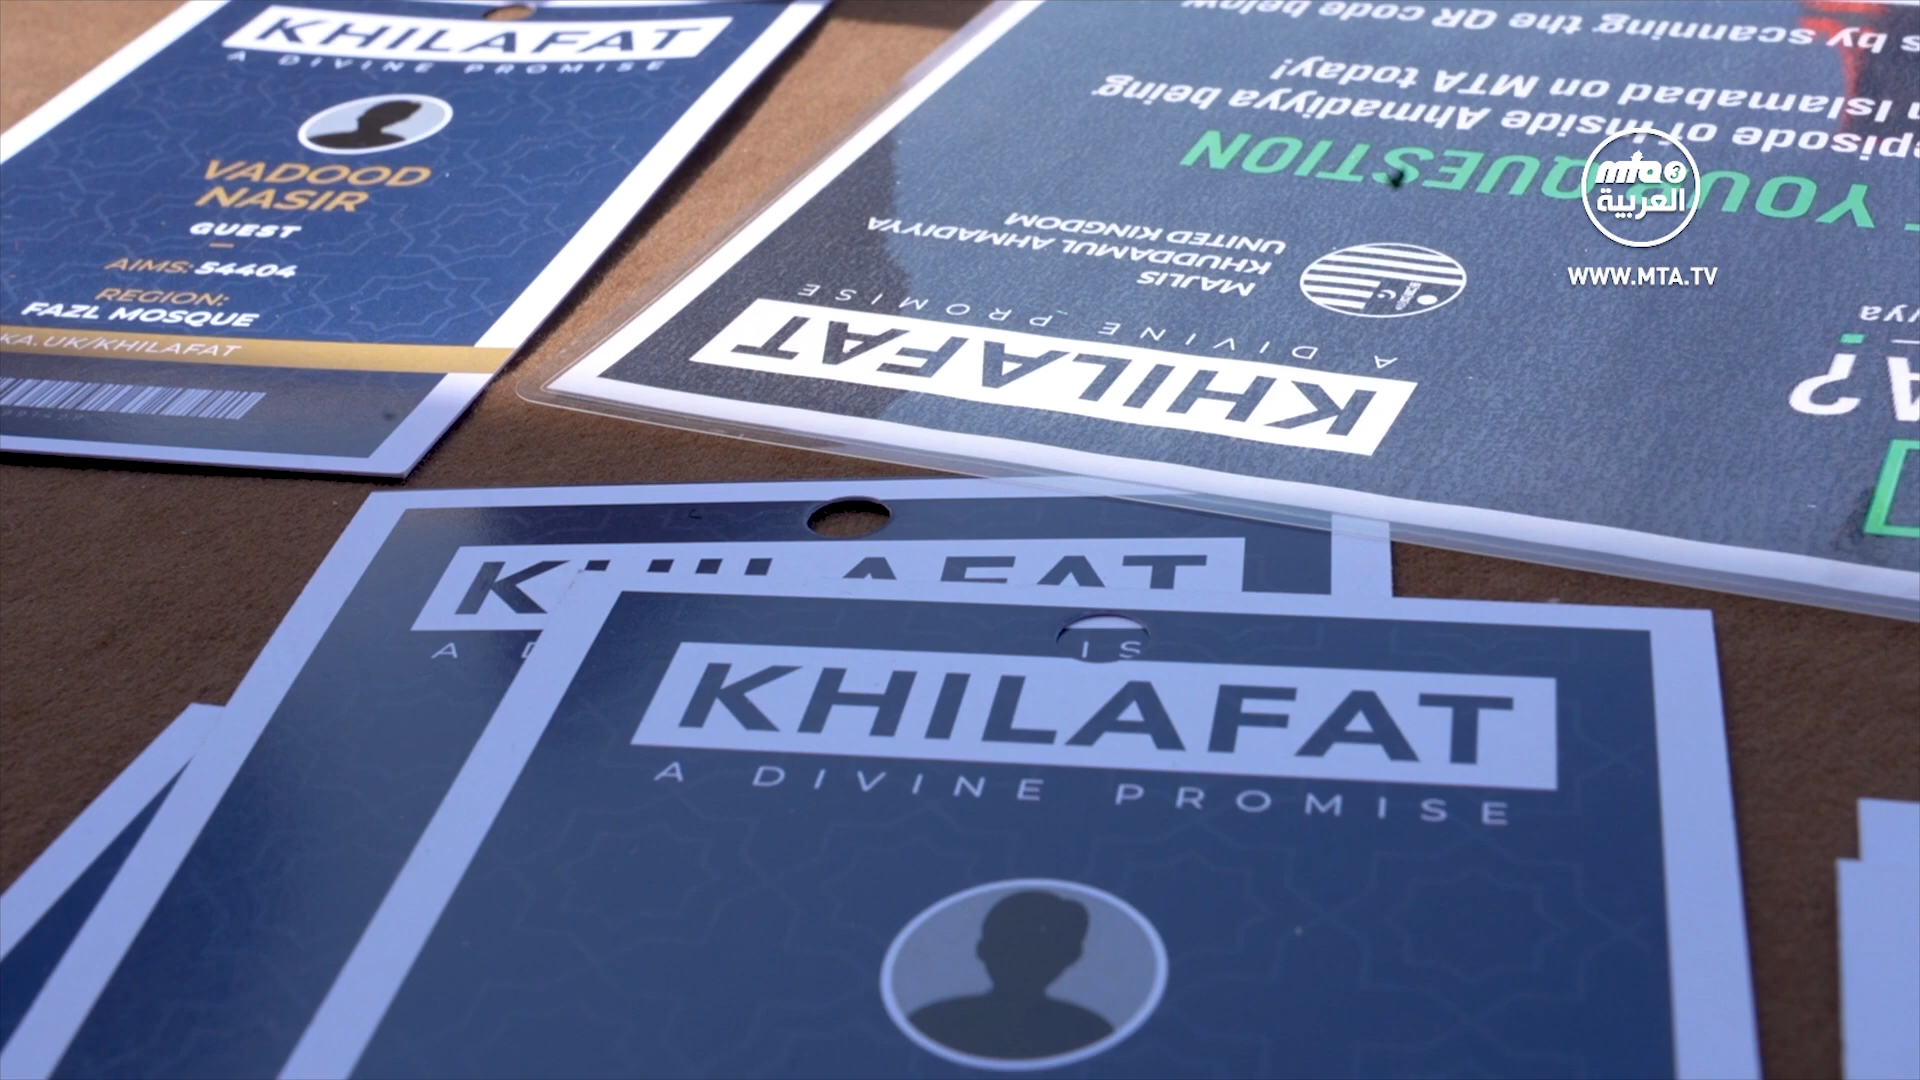 KHILAFAT
A DIVINE PROMISE
VADOOD
NASIR
GUEST
AIMS: 54404
REGION:
FAZL MOSQUE
KA.UK/KHILAFAT
by scanning the QR code below
Islamabad on MTA today!
episode of Inside Ahmadiyya being
YOUR QUESTION
MAJLIS
KHUDDAMUL AHMADIYYA
UNITED KINGDOM
KHILAFAT
A DIVINE PROMISE
mta 3
العربية
WWW.MTA.TV
KHILAFAT
A
IS
KHILAFAT
A DIVINE PROMISE